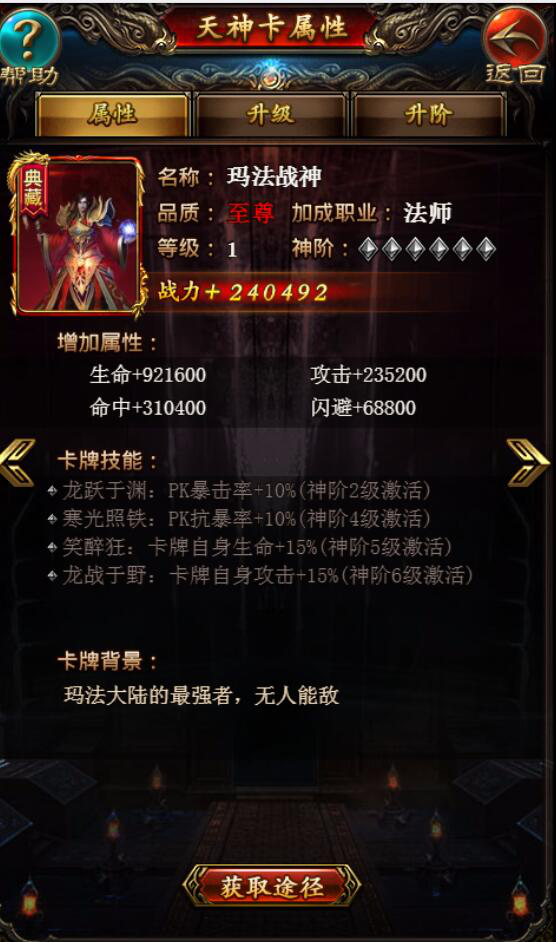 天神卡属性
帮助
返回
属性 升级 升阶
典藏
名称：玛法战神
品质：至尊 加成职业：法师
等级：1 神阶：
战力+240492
增加属性：
生命+921600 攻击+235200
命中+310400 闪避+68800
卡牌技能：
龙跃于渊：PK暴击率+10%(神阶2级激活)
寒光照铁：PK抗暴率+10%(神阶4级激活)
笑醉狂：卡牌自身生命+15%(神阶5级激活)
龙战于野：卡牌自身攻击+15%(神阶6级激活)
卡牌背景：
玛法大陆的最强者，无人能敌
获取途径